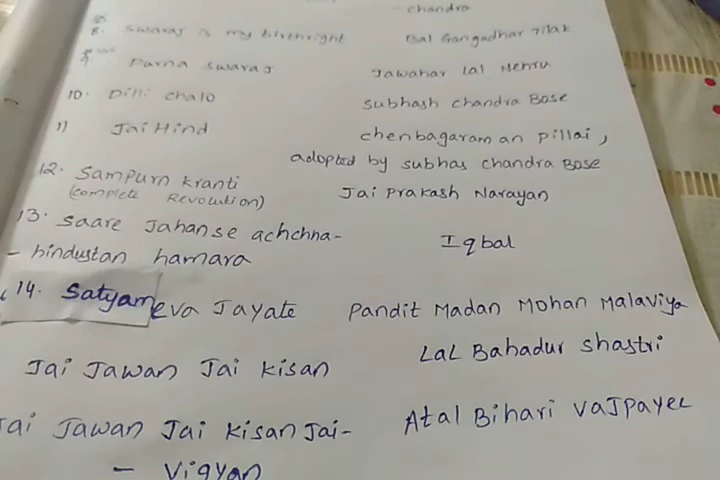 chandra
8. Swaraj is my birthright Bal Gangadhar Tilak
9 Purna Swaraj Jawahar Lal Nehru
10. Dilli chalo Subhash Chandra Bose
11 Jai Hind chenbagaram an Pillai,
adopted by subhas chandra Bose
12. Sampurn kranti Jai Prakash Narayan
(complete Revolution)
13. Saare Jahanse achchha- Iqbal
- hindustan hamara
14. Satyameva Jayate Pandit Madan Mohan Malaviya
Jai Jawan Jai Kisan Lal Bahadur Shastri
Jai Jawan Jai Kisan Jai- Atal Bihari Vajpayee
- Vigyan